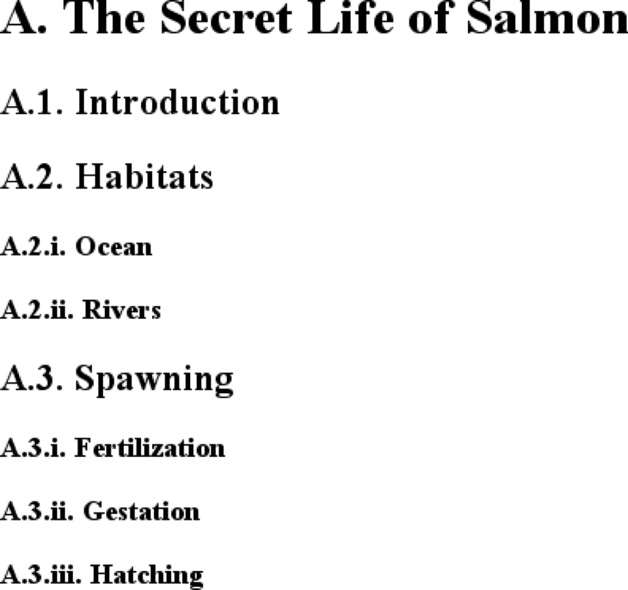 A. The Secret Life of Salmon
A.1. Introduction
A.2. Habitats
A.2.i. Ocean
A.2.ii. Rivers
A.3. Spawning
A.3.i. Fertilization
A.3.ii. Gestation
A.3.iii. Hatching